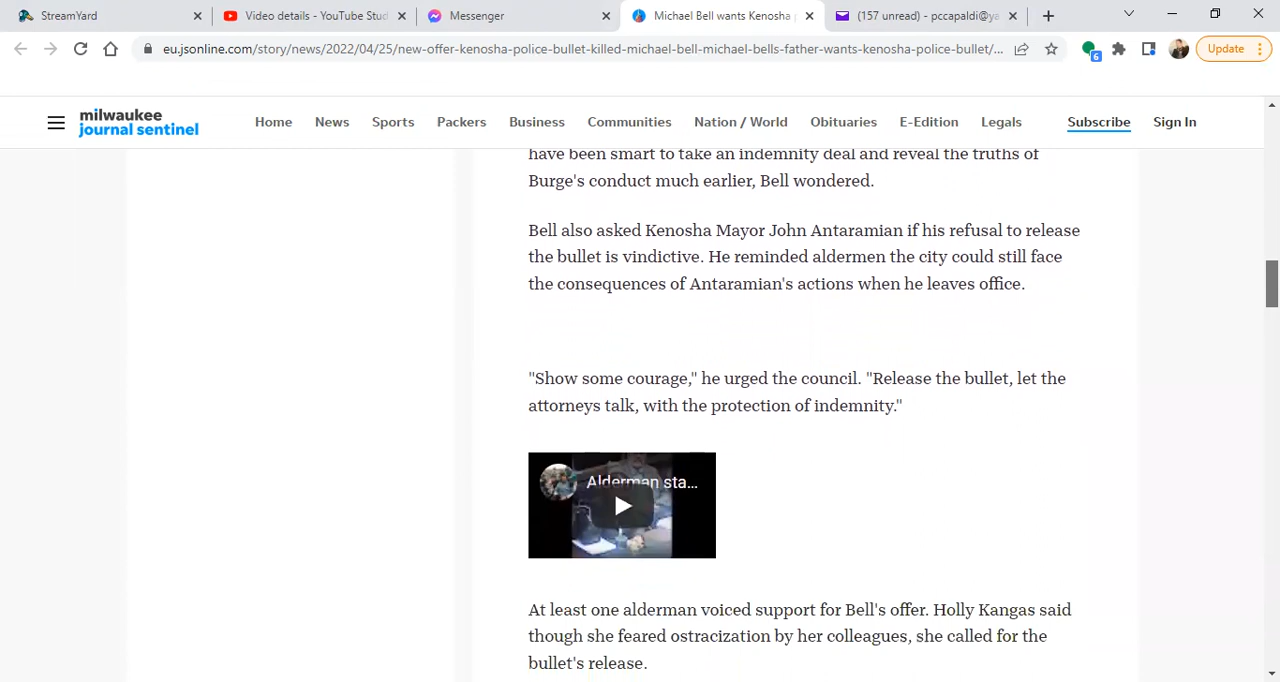 StreamYard
Video details - YouTube Stud
Messenger
Michael Bell wants Kenosha p
(157 unread) - pccapaldi@ya
eu.jsonline.com/story/news/2022/04/25/new-offer-kenosha-police-bullet-killed-michael-bell-michael-bells-father-wants-kenosha-police-bullet/...
6
Update
milwaukee
journal sentinel
Home
News
Sports
Packers
Business
Communities
Nation / World
Obituaries
E-Edition
Legals
Subscribe
Sign In
have been smart to take an indemnity deal and reveal the truths of
Burge's conduct much earlier, Bell wondered.
Bell also asked Kenosha Mayor John Antaramian if his refusal to release
the bullet is vindictive. He reminded aldermen the city could still face
the consequences of Antaramian's actions when he leaves office.
"Show some courage," he urged the council. "Release the bullet, let the
attorneys talk, with the protection of indemnity."
Alderman sta...
At least one alderman voiced support for Bell's offer. Holly Kangas said
though she feared ostracization by her colleagues, she called for the
bullet's release.